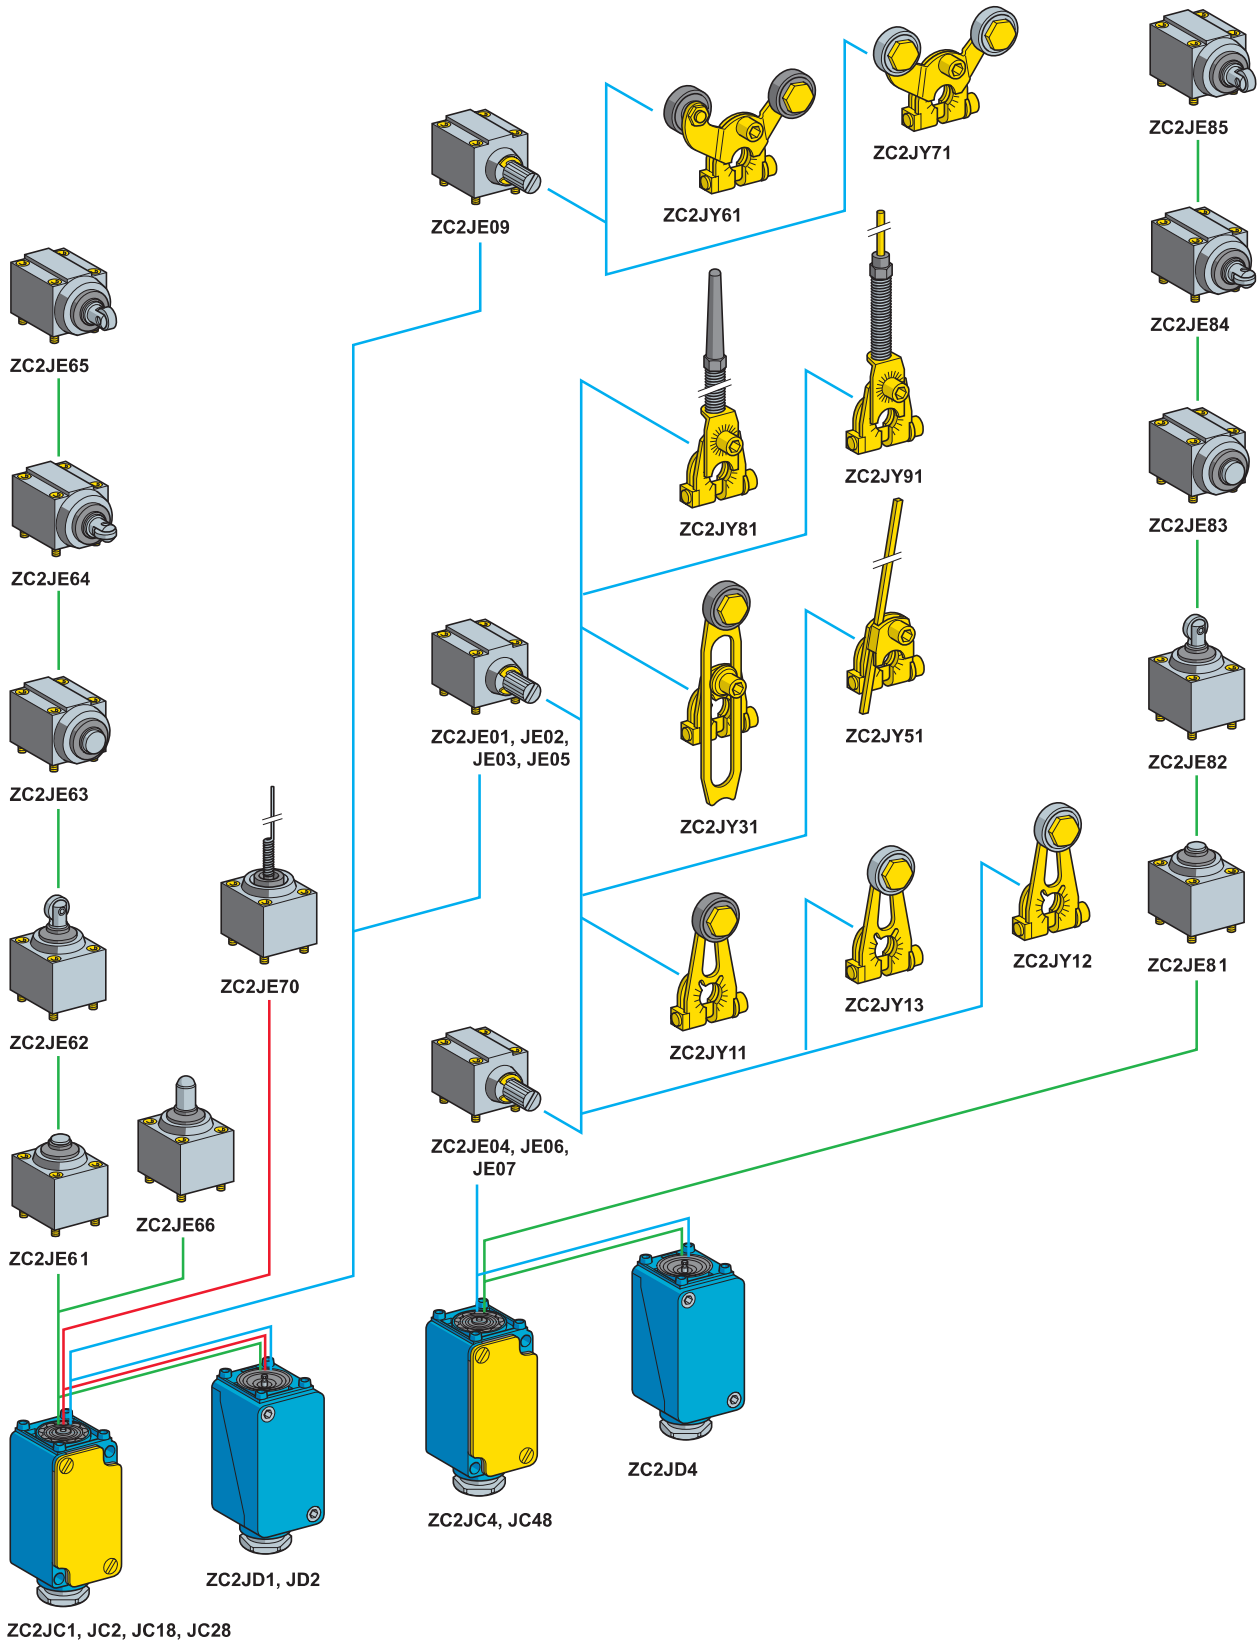 ZC2JE85
ZC2JY71
ZC2JY61
ZC2JE09
ZC2JE84
ZC2JE65
ZC2JY91
ZC2JY81
ZC2JE83
ZC2JE64
ZC2JE01, JE02,
JE03, JE05
ZC2JY51
ZC2JE82
ZC2JE63
ZC2JY31
ZC2JE70
ZC2JY12
ZC2JE81
ZC2JY13
ZC2JE62
ZC2JY11
ZC2JE04, JE06,
JE07
ZC2JE66
ZC2JE61
ZC2JD4
ZC2JC4, JC48
ZC2JD1, JD2
ZC2JC1, JC2, JC18, JC28